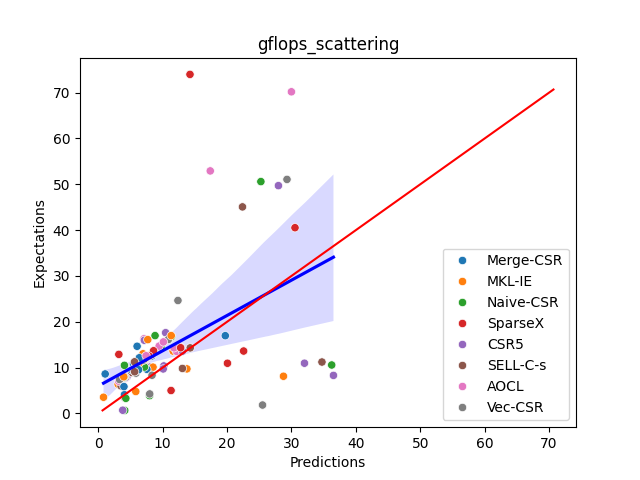 gflops_scattering
Expectations
70
60
50
40
30
20
10
0
0 10 20 30 40 50 60 70
Predictions
Merge-CSR
MKL-IE
Naive-CSR
SparseX
CSR5
SELL-C-s
AOCL
Vec-CSR